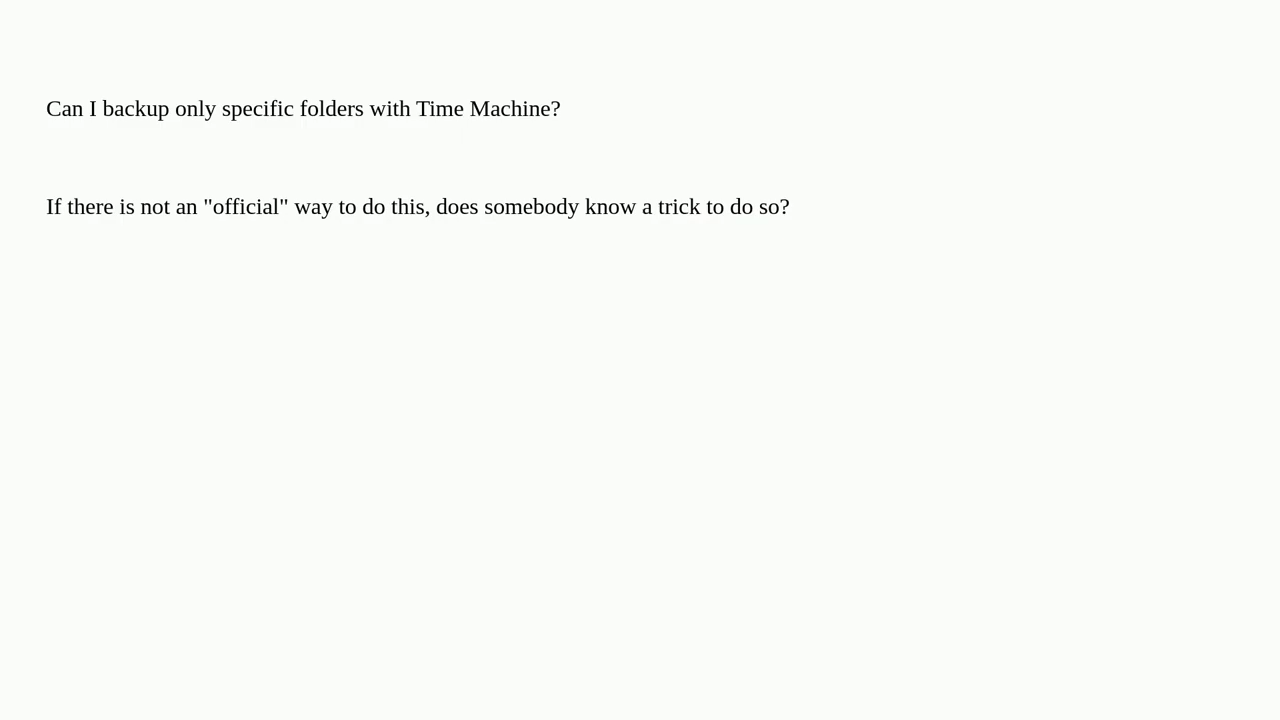 Can I backup only specific folders with Time Machine?
If there is not an "official" way to do this, does somebody know a trick to do so?